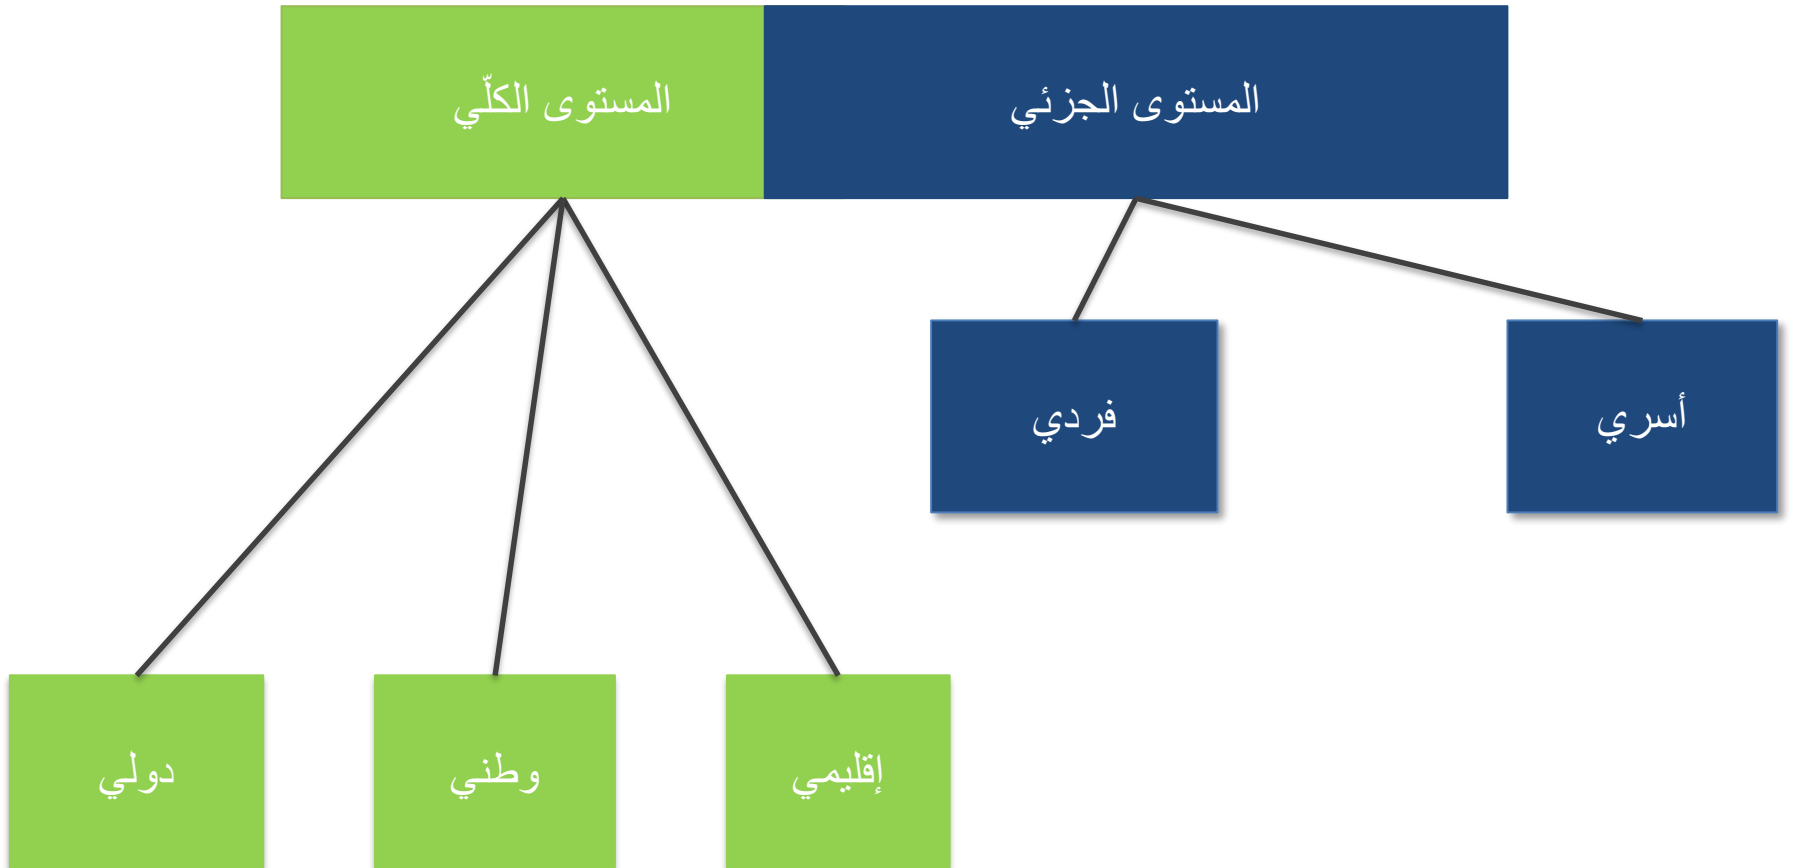 المستوى الجزئي
المستوى الكلّي
أسري
فردي
إقليمي
وطني
دولي